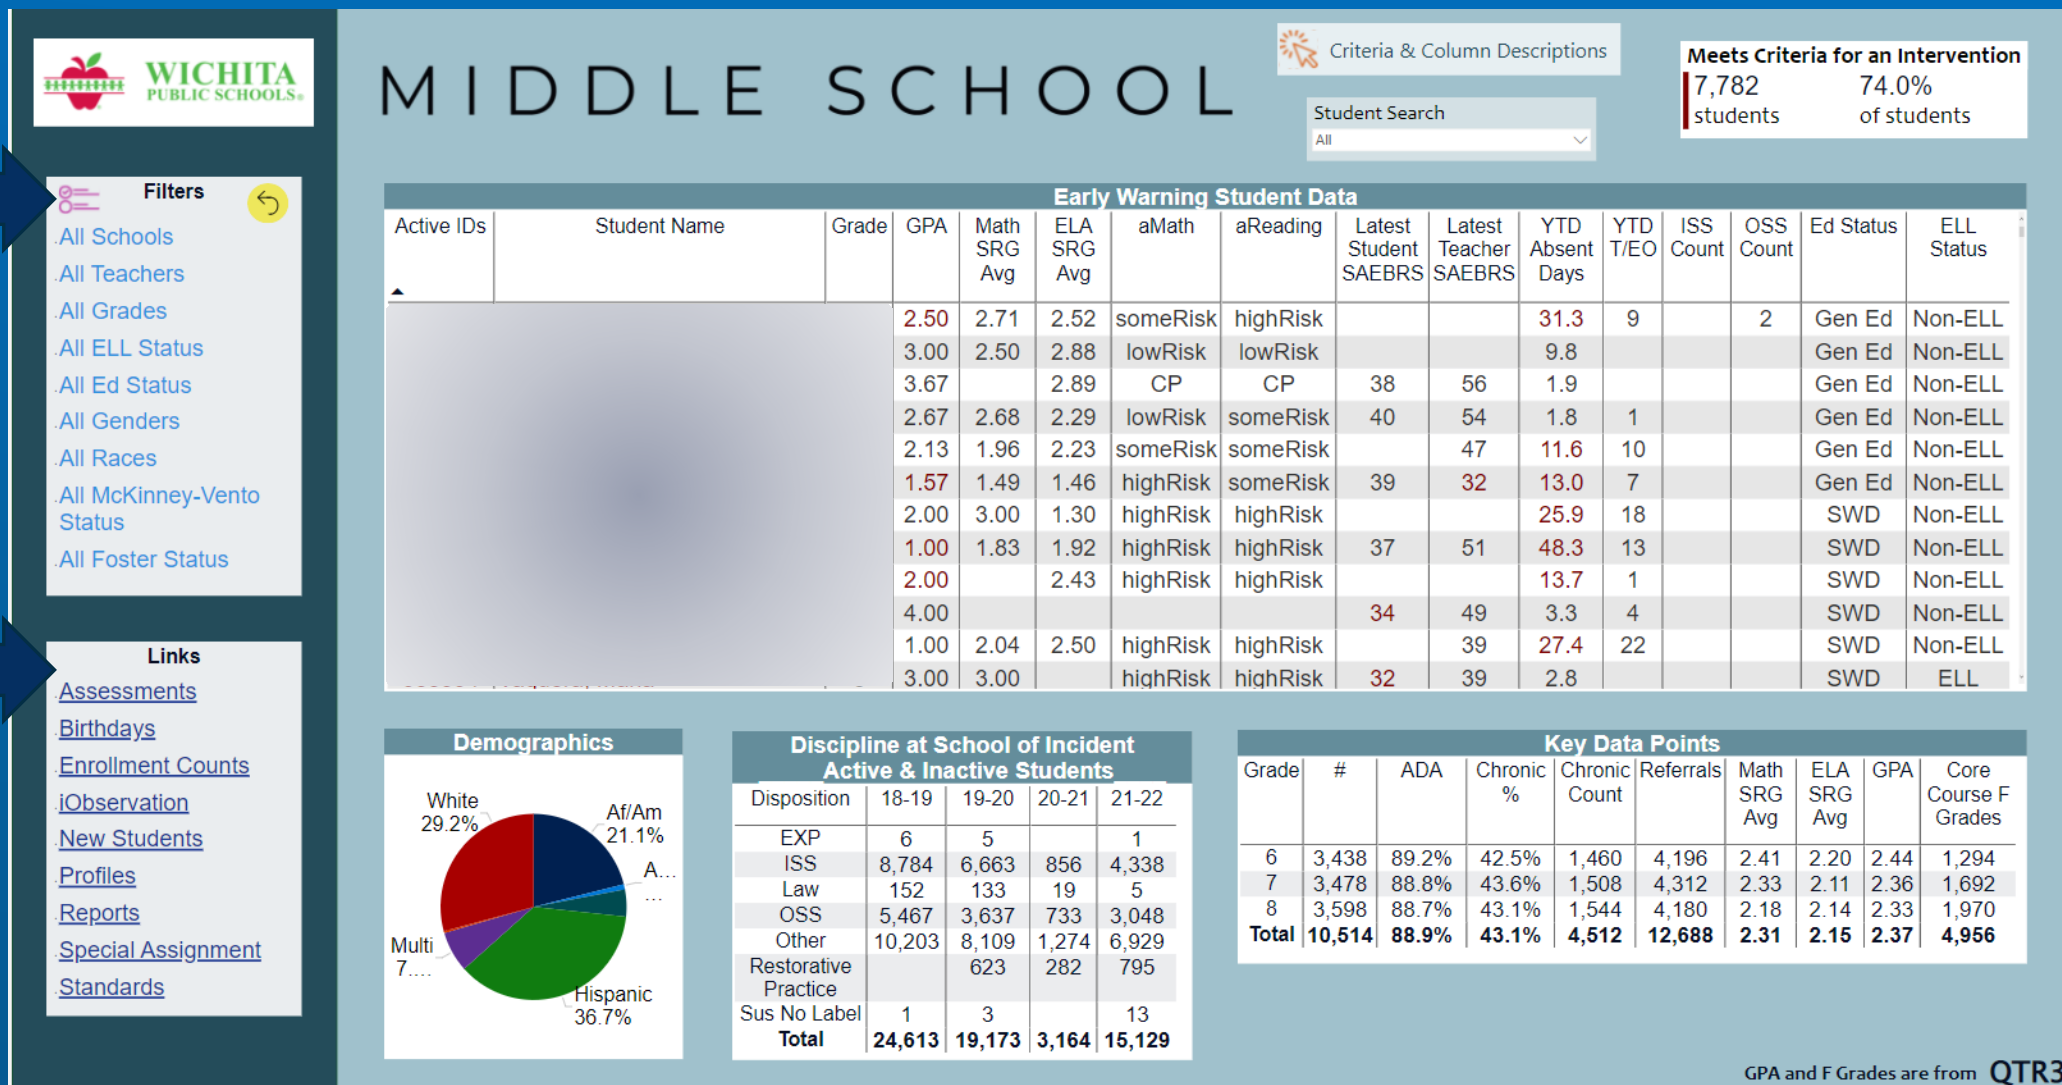 WICHITA
PUBLIC SCHOOLS®
MIDDLE SCHOOL
Criteria & Column Descriptions
Student Search
All
Meets Criteria for an Intervention
7,782 74.0%
students of students
Filters
All Schools
All Teachers
All Grades
All ELL Status
All Ed Status
All Genders
All Races
All McKinney-Vento
Status
All Foster Status
Links
Assessments
Birthdays
Enrollment Counts
iObservation
New Students
Profiles
Reports
Special Assignment
Standards
Early Warning Student Data
Active IDs Student Name Grade GPA Math SRG Avg ELA SRG Avg aMath aReading Latest Student SAEBRS Latest Teacher SAEBRS YTD Absent Days YTD T/EO ISS Count OSS Count Ed Status ELL Status
2.50 2.71 2.52 someRisk highRisk 31.3 9 2 Gen Ed Non-ELL
3.00 2.50 2.88 lowRisk lowRisk 9.8 Gen Ed Non-ELL
3.67 2.89 CP CP 38 56 1.9 Gen Ed Non-ELL
2.67 2.68 2.29 lowRisk someRisk 40 54 1.8 1 Gen Ed Non-ELL
2.13 1.96 2.23 someRisk someRisk 47 11.6 10 Gen Ed Non-ELL
1.57 1.49 1.46 highRisk someRisk 39 32 13.0 7 Gen Ed Non-ELL
2.00 3.00 1.30 highRisk highRisk 25.9 18 SWD Non-ELL
1.00 1.83 1.92 highRisk highRisk 37 51 48.3 13 SWD Non-ELL
2.00 2.43 highRisk highRisk 13.7 1 SWD Non-ELL
4.00 34 49 3.3 4 SWD Non-ELL
1.00 2.04 2.50 highRisk highRisk 39 27.4 22 SWD Non-ELL
3.00 3.00 highRisk highRisk 32 39 2.8 SWD ELL
Demographics
White
29.2%
Af/Am
21.1%
A...
...
Multi
7....
Hispanic
36.7%
Discipline at School of Incident
Active & Inactive Students
Disposition 18-19 19-20 20-21 21-22
EXP 6 5 1
ISS 8,784 6,663 856 4,338
Law 152 133 19 5
OSS 5,467 3,637 733 3,048
Other 10,203 8,109 1,274 6,929
Restorative Practice 623 282 795
Sus No Label 1 3 13
Total 24,613 19,173 3,164 15,129
Key Data Points
Grade # ADA Chronic % Chronic Count Referrals Math SRG Avg ELA SRG Avg GPA Core Course F Grades
6 3,438 89.2% 42.5% 1,460 4,196 2.41 2.20 2.44 1,294
7 3,478 88.8% 43.6% 1,508 4,312 2.33 2.11 2.36 1,692
8 3,598 88.7% 43.1% 1,544 4,180 2.18 2.14 2.33 1,970
Total 10,514 88.9% 43.1% 4,512 12,688 2.31 2.15 2.37 4,956
GPA and F Grades are from QTR3